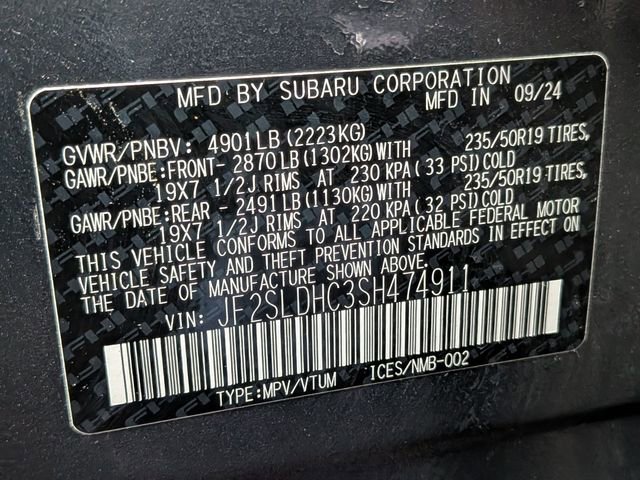 MFD BY SUBARU CORPORATION
MFD IN 09/24
GVWR/PNBV: 4901LB(2223KG)
GAWR/PNBE:FRONT-2870LB(1302KG)WITH 235/50R19 TIRES,
19X7 1/2J RIMS AT 230 KPA(33 PSI)COLD
GAWR/PNBE:REAR -2491LB(1130KG)WITH 235/50R19 TIRES,
19X7 1/2J RIMS AT 220 KPA(32 PSI)COLD
THIS VEHICLE CONFORMS TO ALL APPLICABLE FEDERAL MOTOR
VEHICLE SAFETY AND THEFT PREVENTION STANDARDS IN EFFECT ON
DATE OF MANUFACTURE SHOWN ABOVE.
VIN: JF2SLDHC3SH474911
TYPE:MPV/VTUM ICES/NMB-002